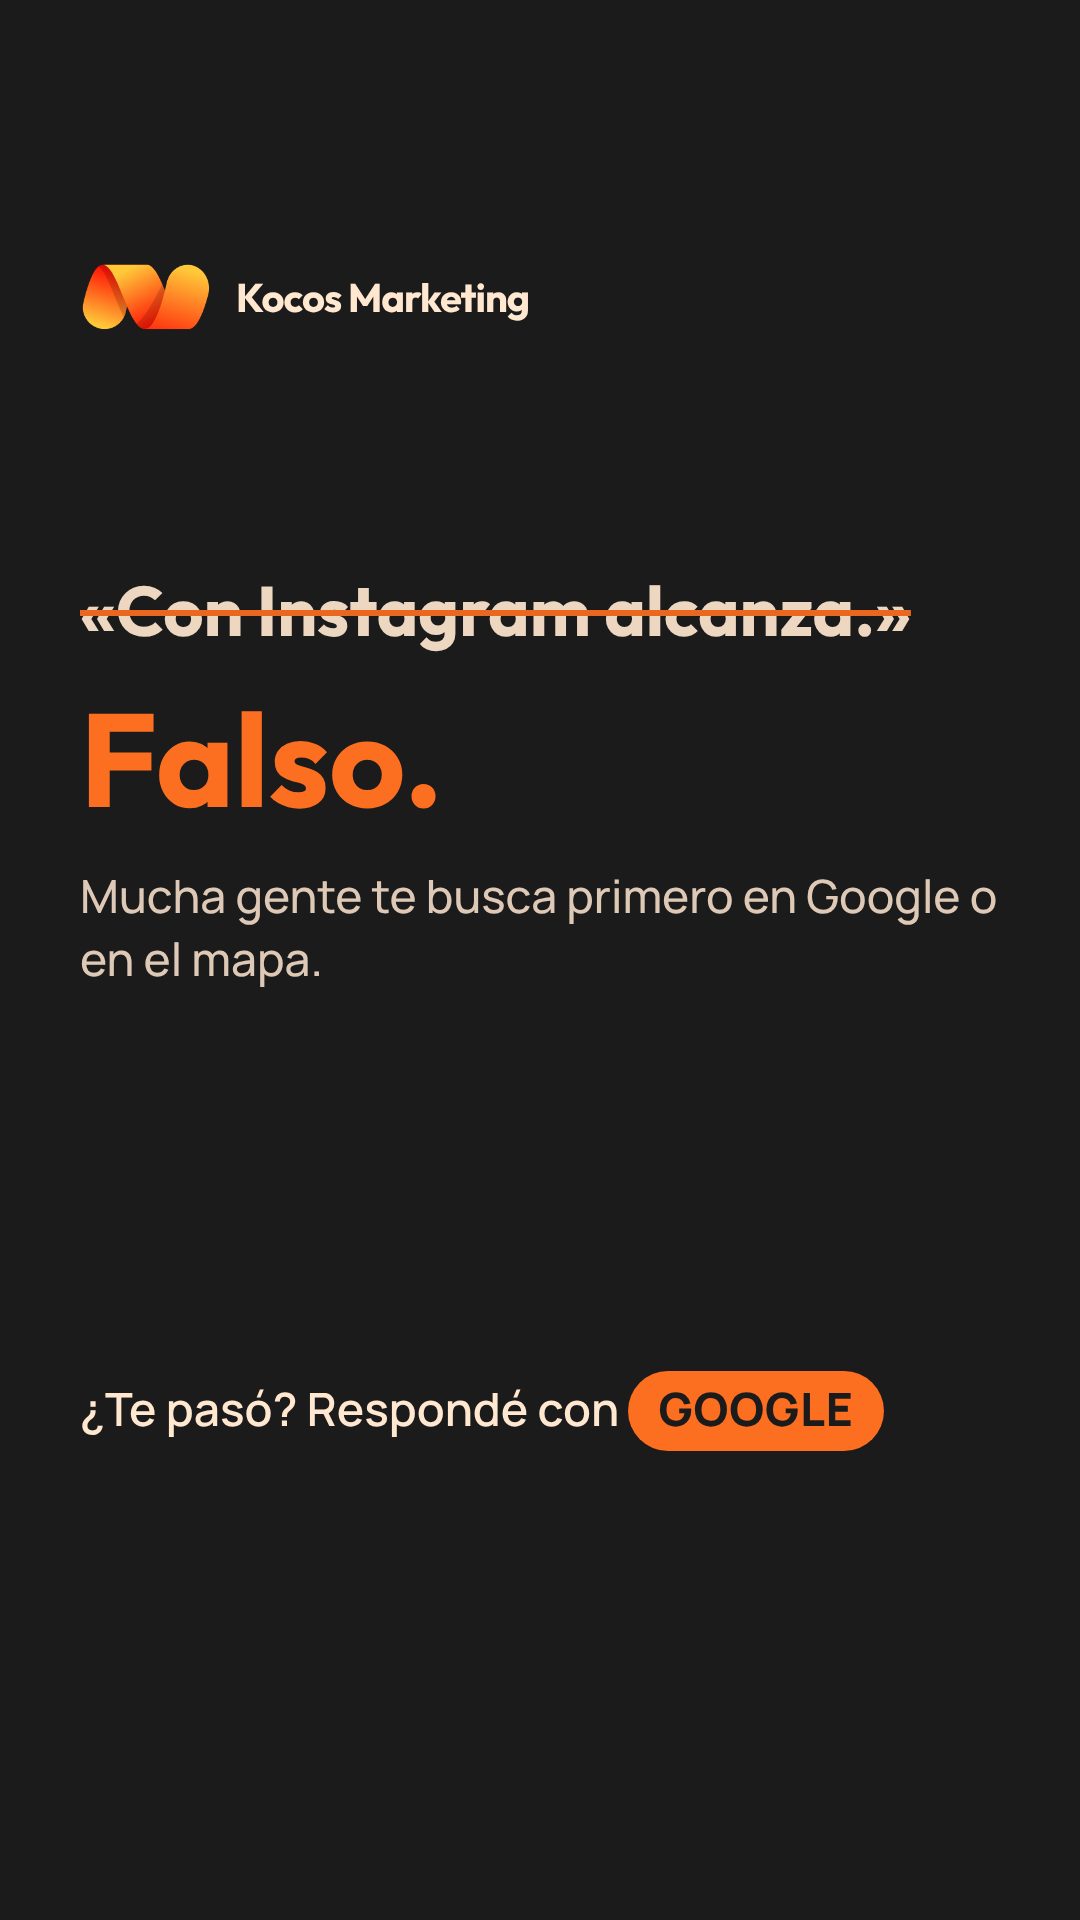 Kocos Marketing
«Con Instagram alcanza.»
Falso.
Mucha gente te busca primero en Google o
en el mapa.
¿Te pasó? Respondé con GOOGLE